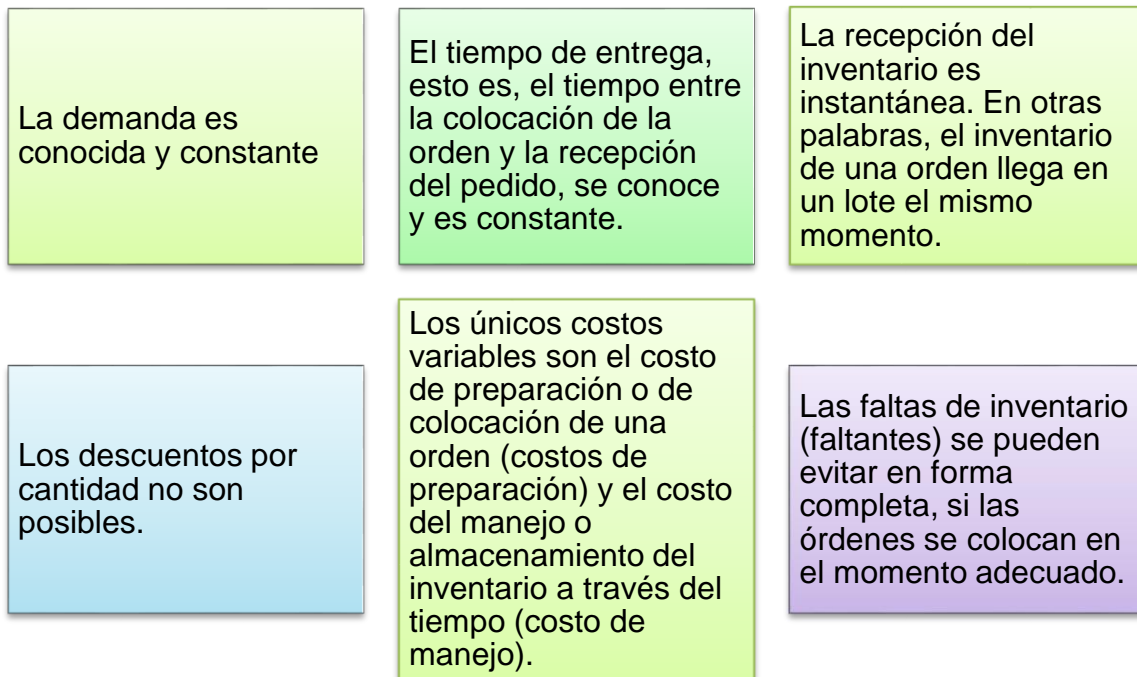 La demanda es
conocida y constante
El tiempo de entrega,
esto es, el tiempo entre
la colocación de la
orden y la recepción
del pedido, se conoce
y es constante.
La recepción del
inventario es
instantánea. En otras
palabras, el inventario
de una orden llega en
un lote el mismo
momento.
Los descuentos por
cantidad no son
posibles.
Los únicos costos
variables son el costo
de preparación o de
colocación de una
orden (costos de
preparación) y el costo
del manejo o
almacenamiento del
inventario a través del
tiempo (costo de
manejo).
Las faltas de inventario
(faltantes) se pueden
evitar en forma
completa, si las
órdenes se colocan en
el momento adecuado.